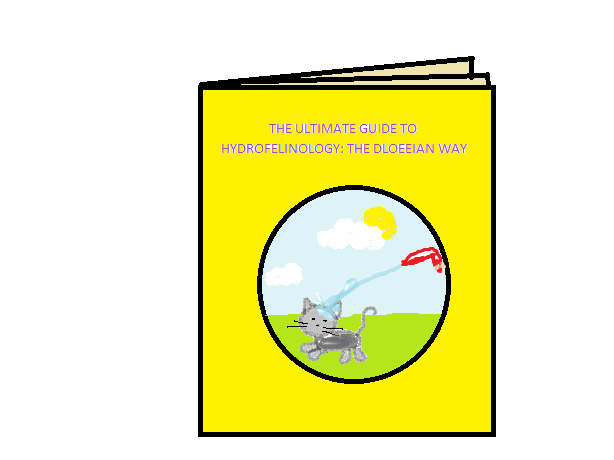 THE ULTIMATE GUIDE TO
HYDROFELINOLOGY: THE DLOEEIAN WAY